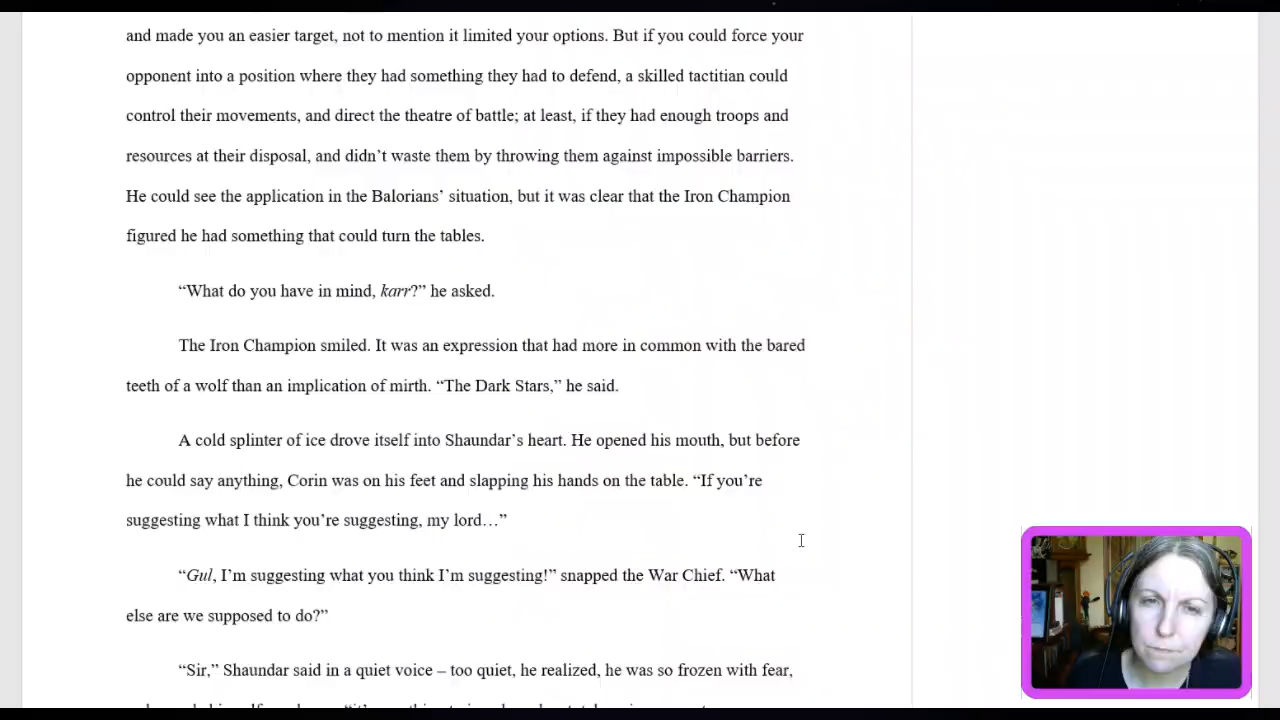 and made you an easier target, not to mention it limited your options. But if you could force your
opponent into a position where they had something they had to defend, a skilled tactitian could
control their movements, and direct the theatre of battle; at least, if they had enough troops and
resources at their disposal, and didn’t waste them by throwing them against impossible barriers.
He could see the application in the Balorians’ situation, but it was clear that the Iron Champion
figured he had something that could turn the tables.
“What do you have in mind, karr?” he asked.
The Iron Champion smiled. It was an expression that had more in common with the bared
teeth of a wolf than an implication of mirth. “The Dark Stars,” he said.
A cold splinter of ice drove itself into Shaundar’s heart. He opened his mouth, but before
he could say anything, Corin was on his feet and slapping his hands on the table. “If you’re
suggesting what I think you’re suggesting, my lord…”
“Gul, I’m suggesting what you think I’m suggesting!” snapped the War Chief. “What
else are we supposed to do?”
“Sir,” Shaundar said in a quiet voice – too quiet, he realized, he was so frozen with fear,